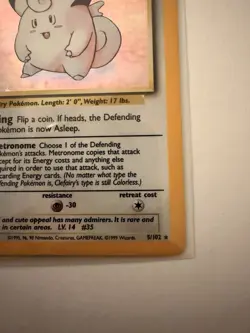 ry Pokémon. Length: 2' 0", Weight: 17 lbs.
ing Flip a coin. If heads, the Defending
okémon is now Asleep.
etronome Choose 1 of the Defending
okémon's attacks. Metronome copies that attack
xcept for its Energy costs and anything else
quired in order to use that attack, such as
scarding Energy cards. (No matter what type the
efending Pokémon is, Clefairy's type is still Colorless.)
resistance retreat cost
-30
and cute appeal has many admirers. It is rare and
in certain areas. LV. 14 #35
©1995, 96, 98 Nintendo, Creatures, GAMEFREAK. ©1999 Wizards. 5/102 ★